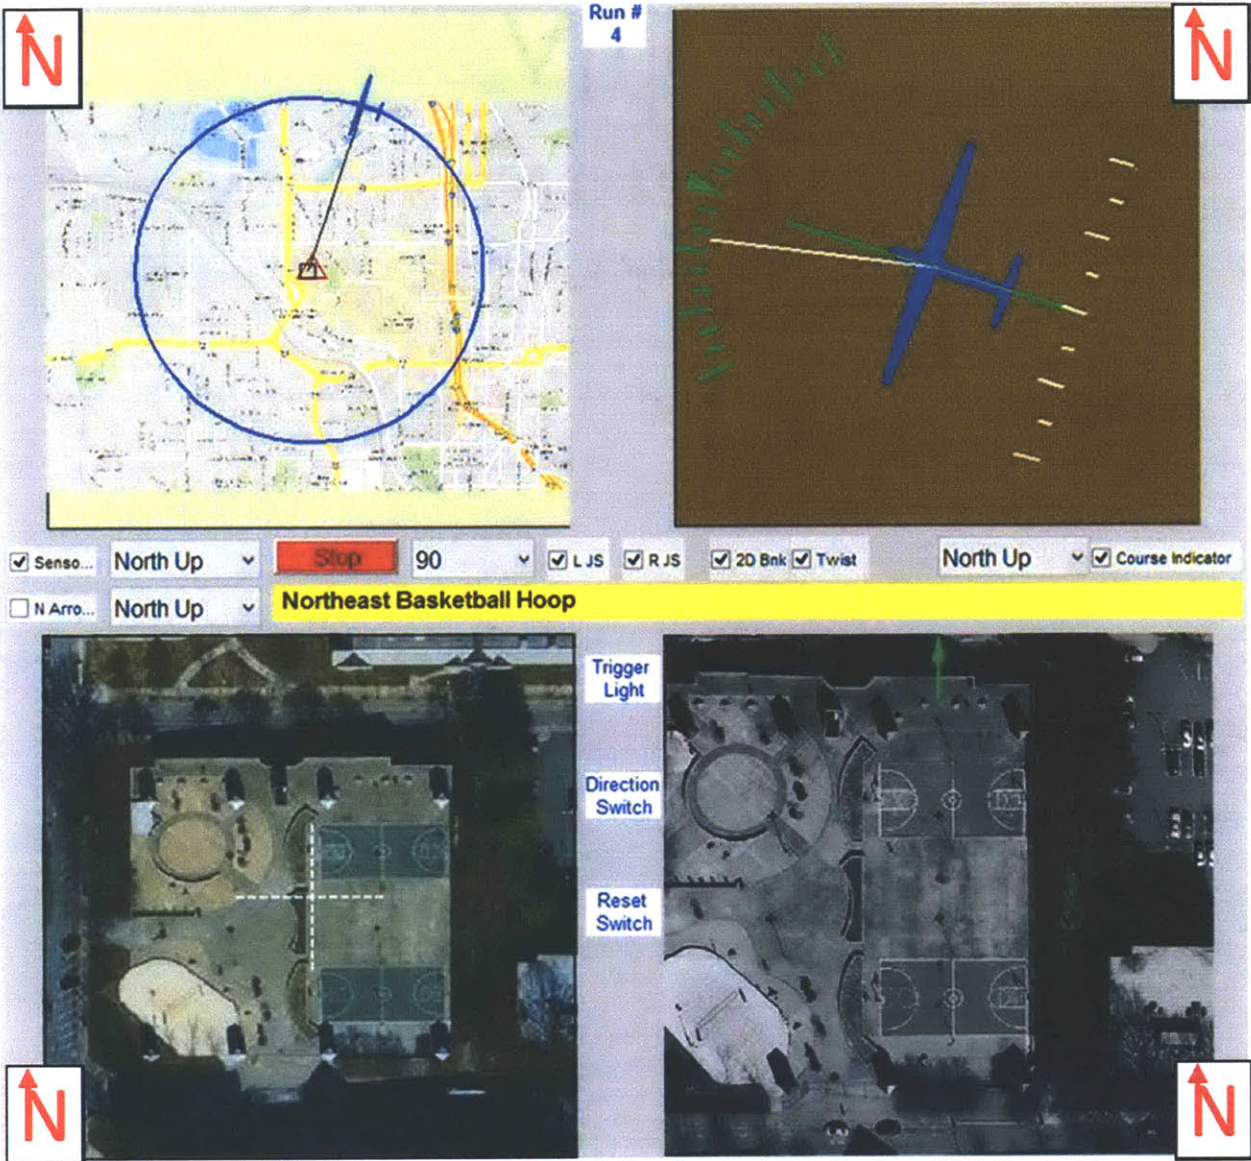 N
Run #
4
N
Senso...
North Up
Stop
90
L JS
R JS
2D Bnk
Twist
North Up
Course Indicator
N Arro...
North Up
Northeast Basketball Hoop
Trigger
Light
Direction
Switch
Reset
Switch
N
N